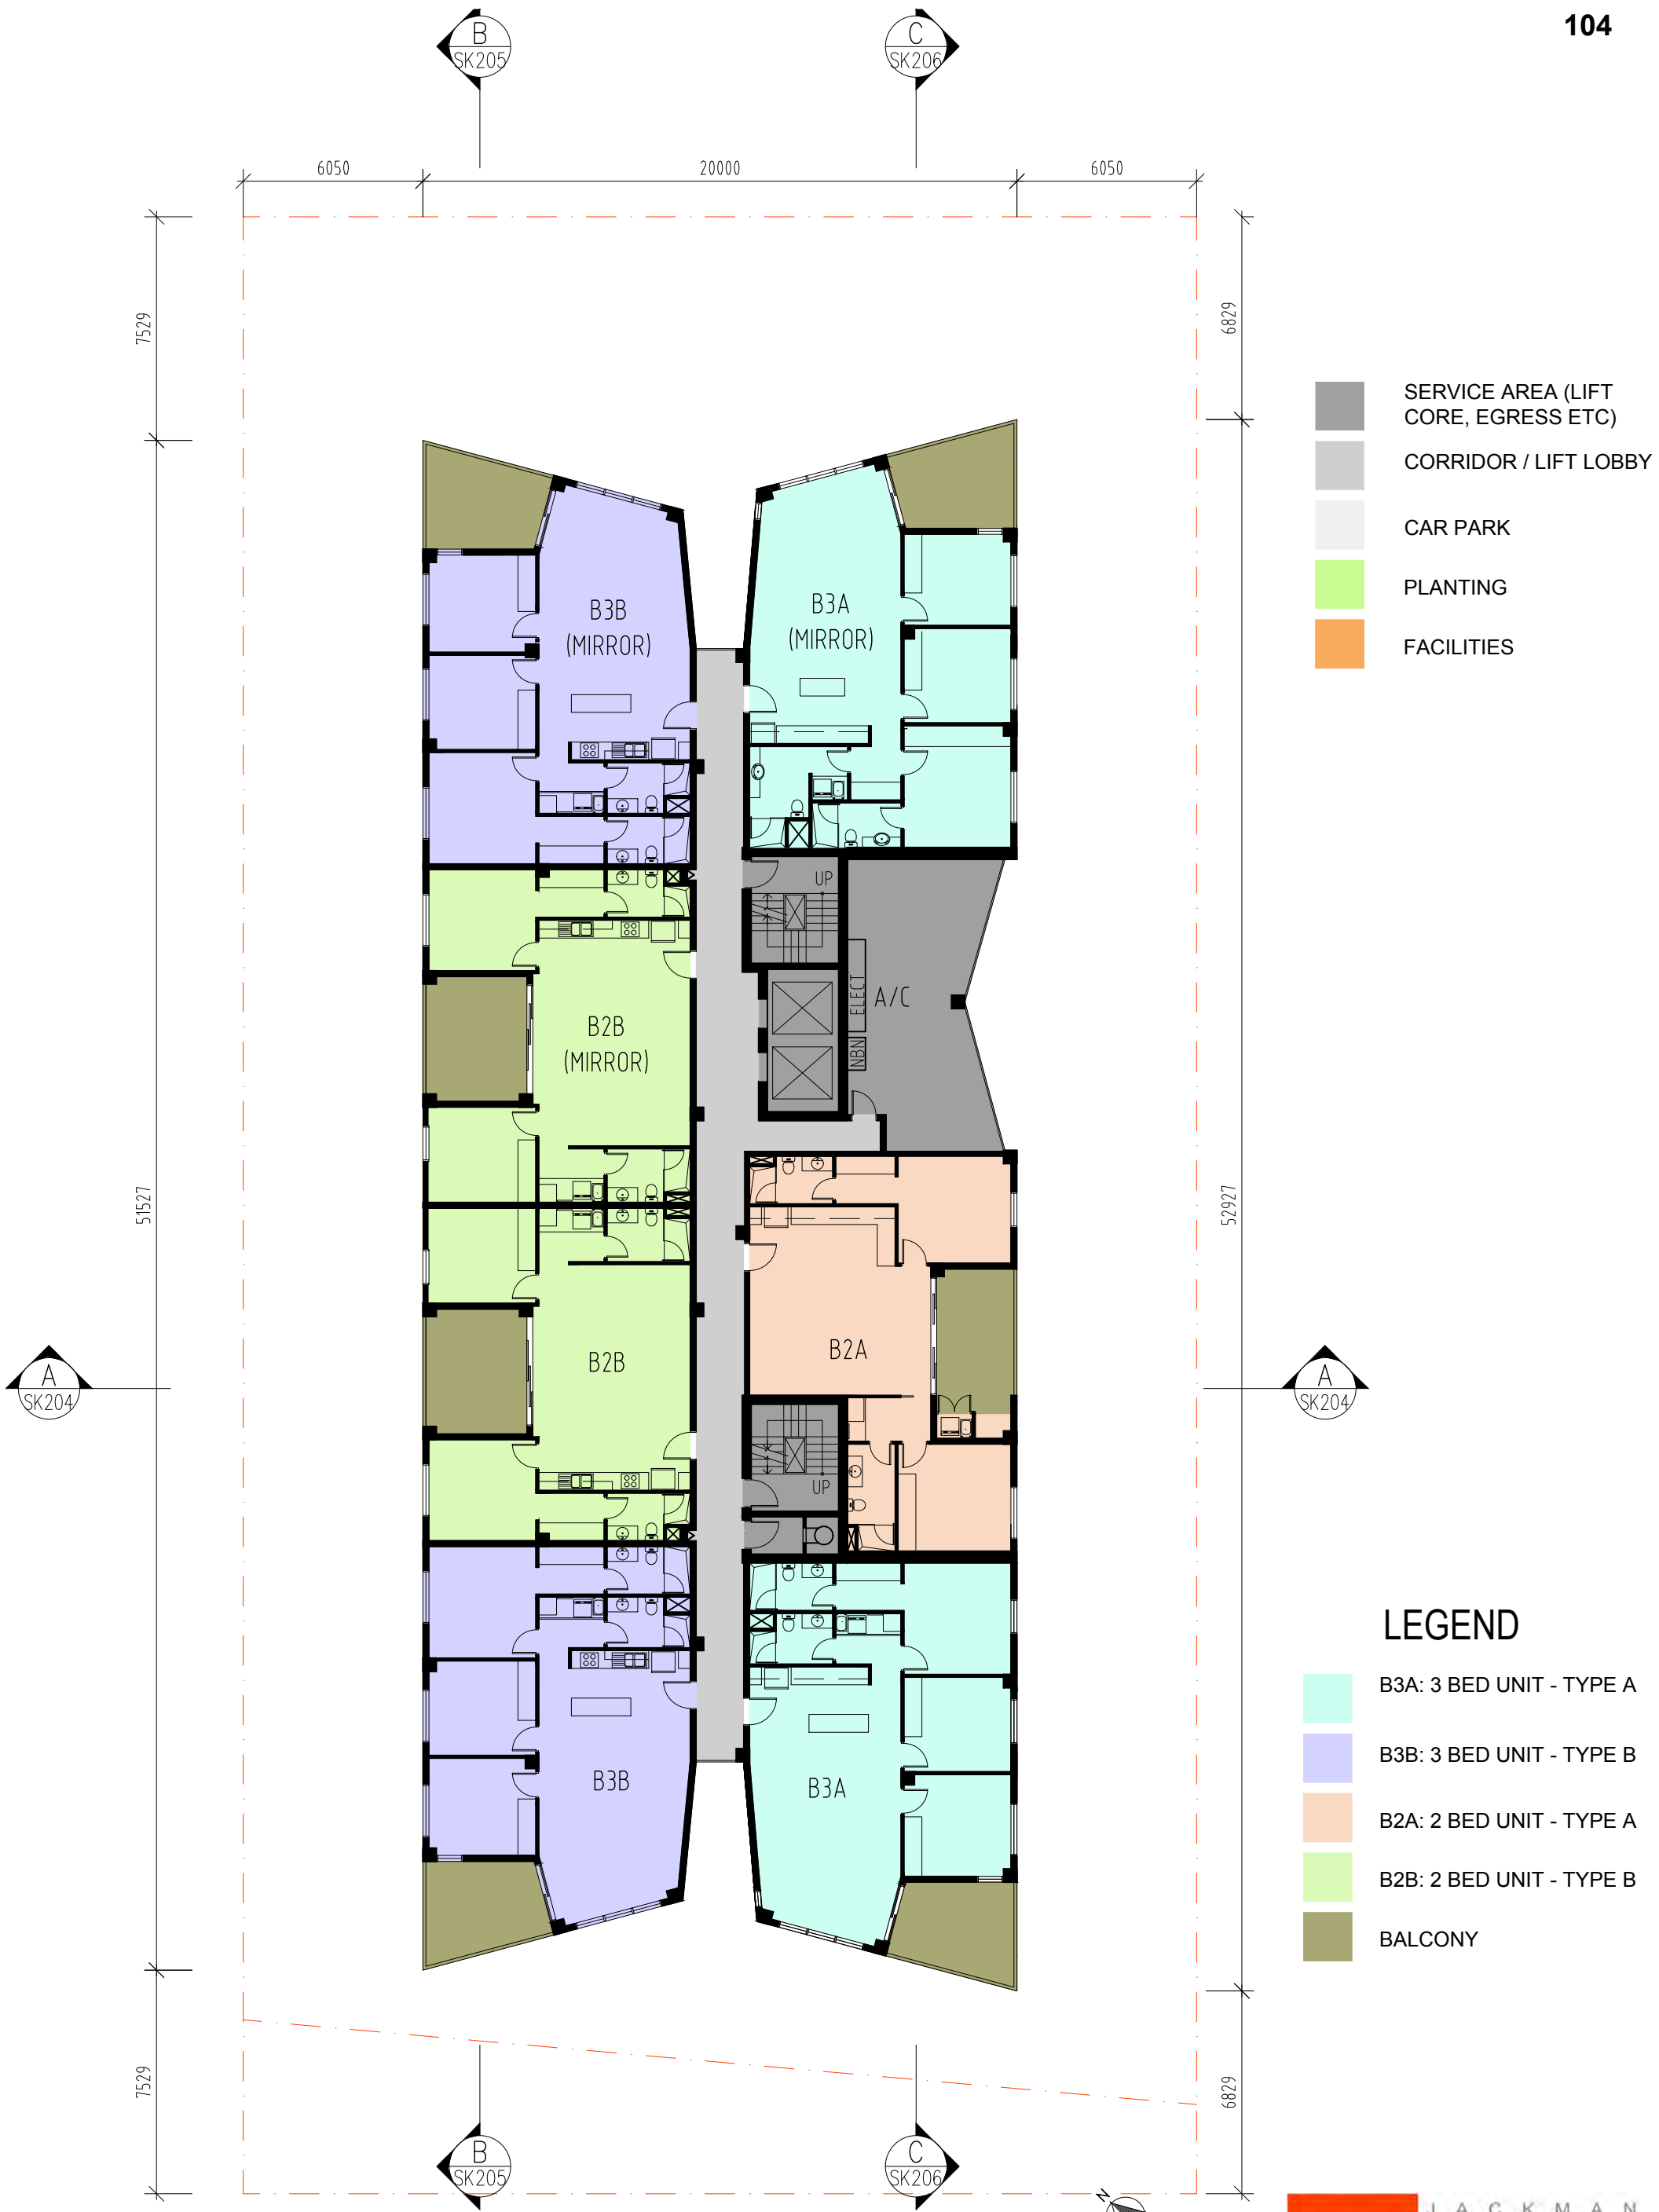 104
B
SK205
C
SK206
6050
20000
6050
7529
6829
SERVICE AREA (LIFT
CORE, EGRESS ETC)
CORRIDOR / LIFT LOBBY
CAR PARK
PLANTING
FACILITIES
B3B
(MIRROR)
B3A
(MIRROR)
UP
ELECT
A/C
NBN
B2B
(MIRROR)
51527
52927
B2A
B2B
A
SK204
A
SK204
UP
LEGEND
B3A: 3 BED UNIT - TYPE A
B3B: 3 BED UNIT - TYPE B
B2A: 2 BED UNIT - TYPE A
B2B: 2 BED UNIT - TYPE B
BALCONY
B3B
B3A
7529
6829
B
SK205
C
SK206
N
JACKMAN